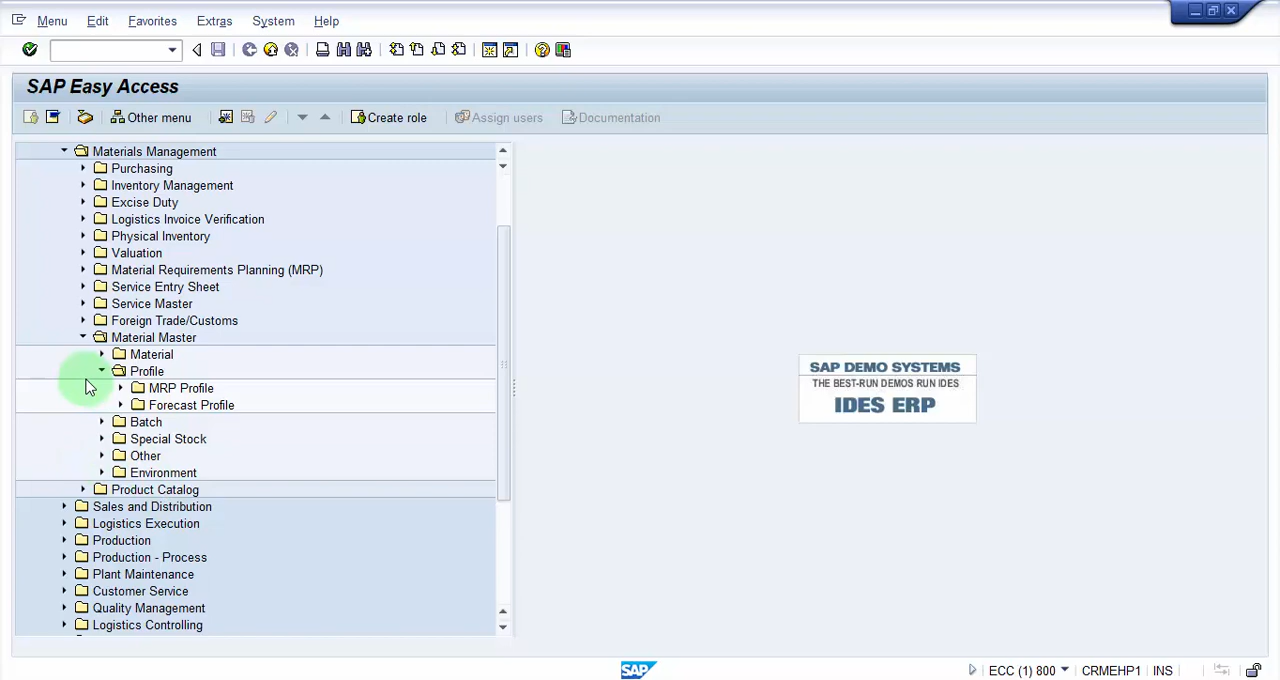 Menu Edit Favorites Extras System Help
SAP Easy Access
Other menu Create role Assign users Documentation
Materials Management
Purchasing
Inventory Management
Excise Duty
Logistics Invoice Verification
Physical Inventory
Valuation
Material Requirements Planning (MRP)
Service Entry Sheet
Service Master
Foreign Trade/Customs
Material Master
Material
Profile
MRP Profile
Forecast Profile
Batch
Special Stock
Other
Environment
Product Catalog
Sales and Distribution
Logistics Execution
Production
Production - Process
Plant Maintenance
Customer Service
Quality Management
Logistics Controlling
SAP DEMO SYSTEMS
THE BEST-RUN DEMOS RUN IDES
IDES ERP
SAP ECC (1) 800 CRMEHP1 INS